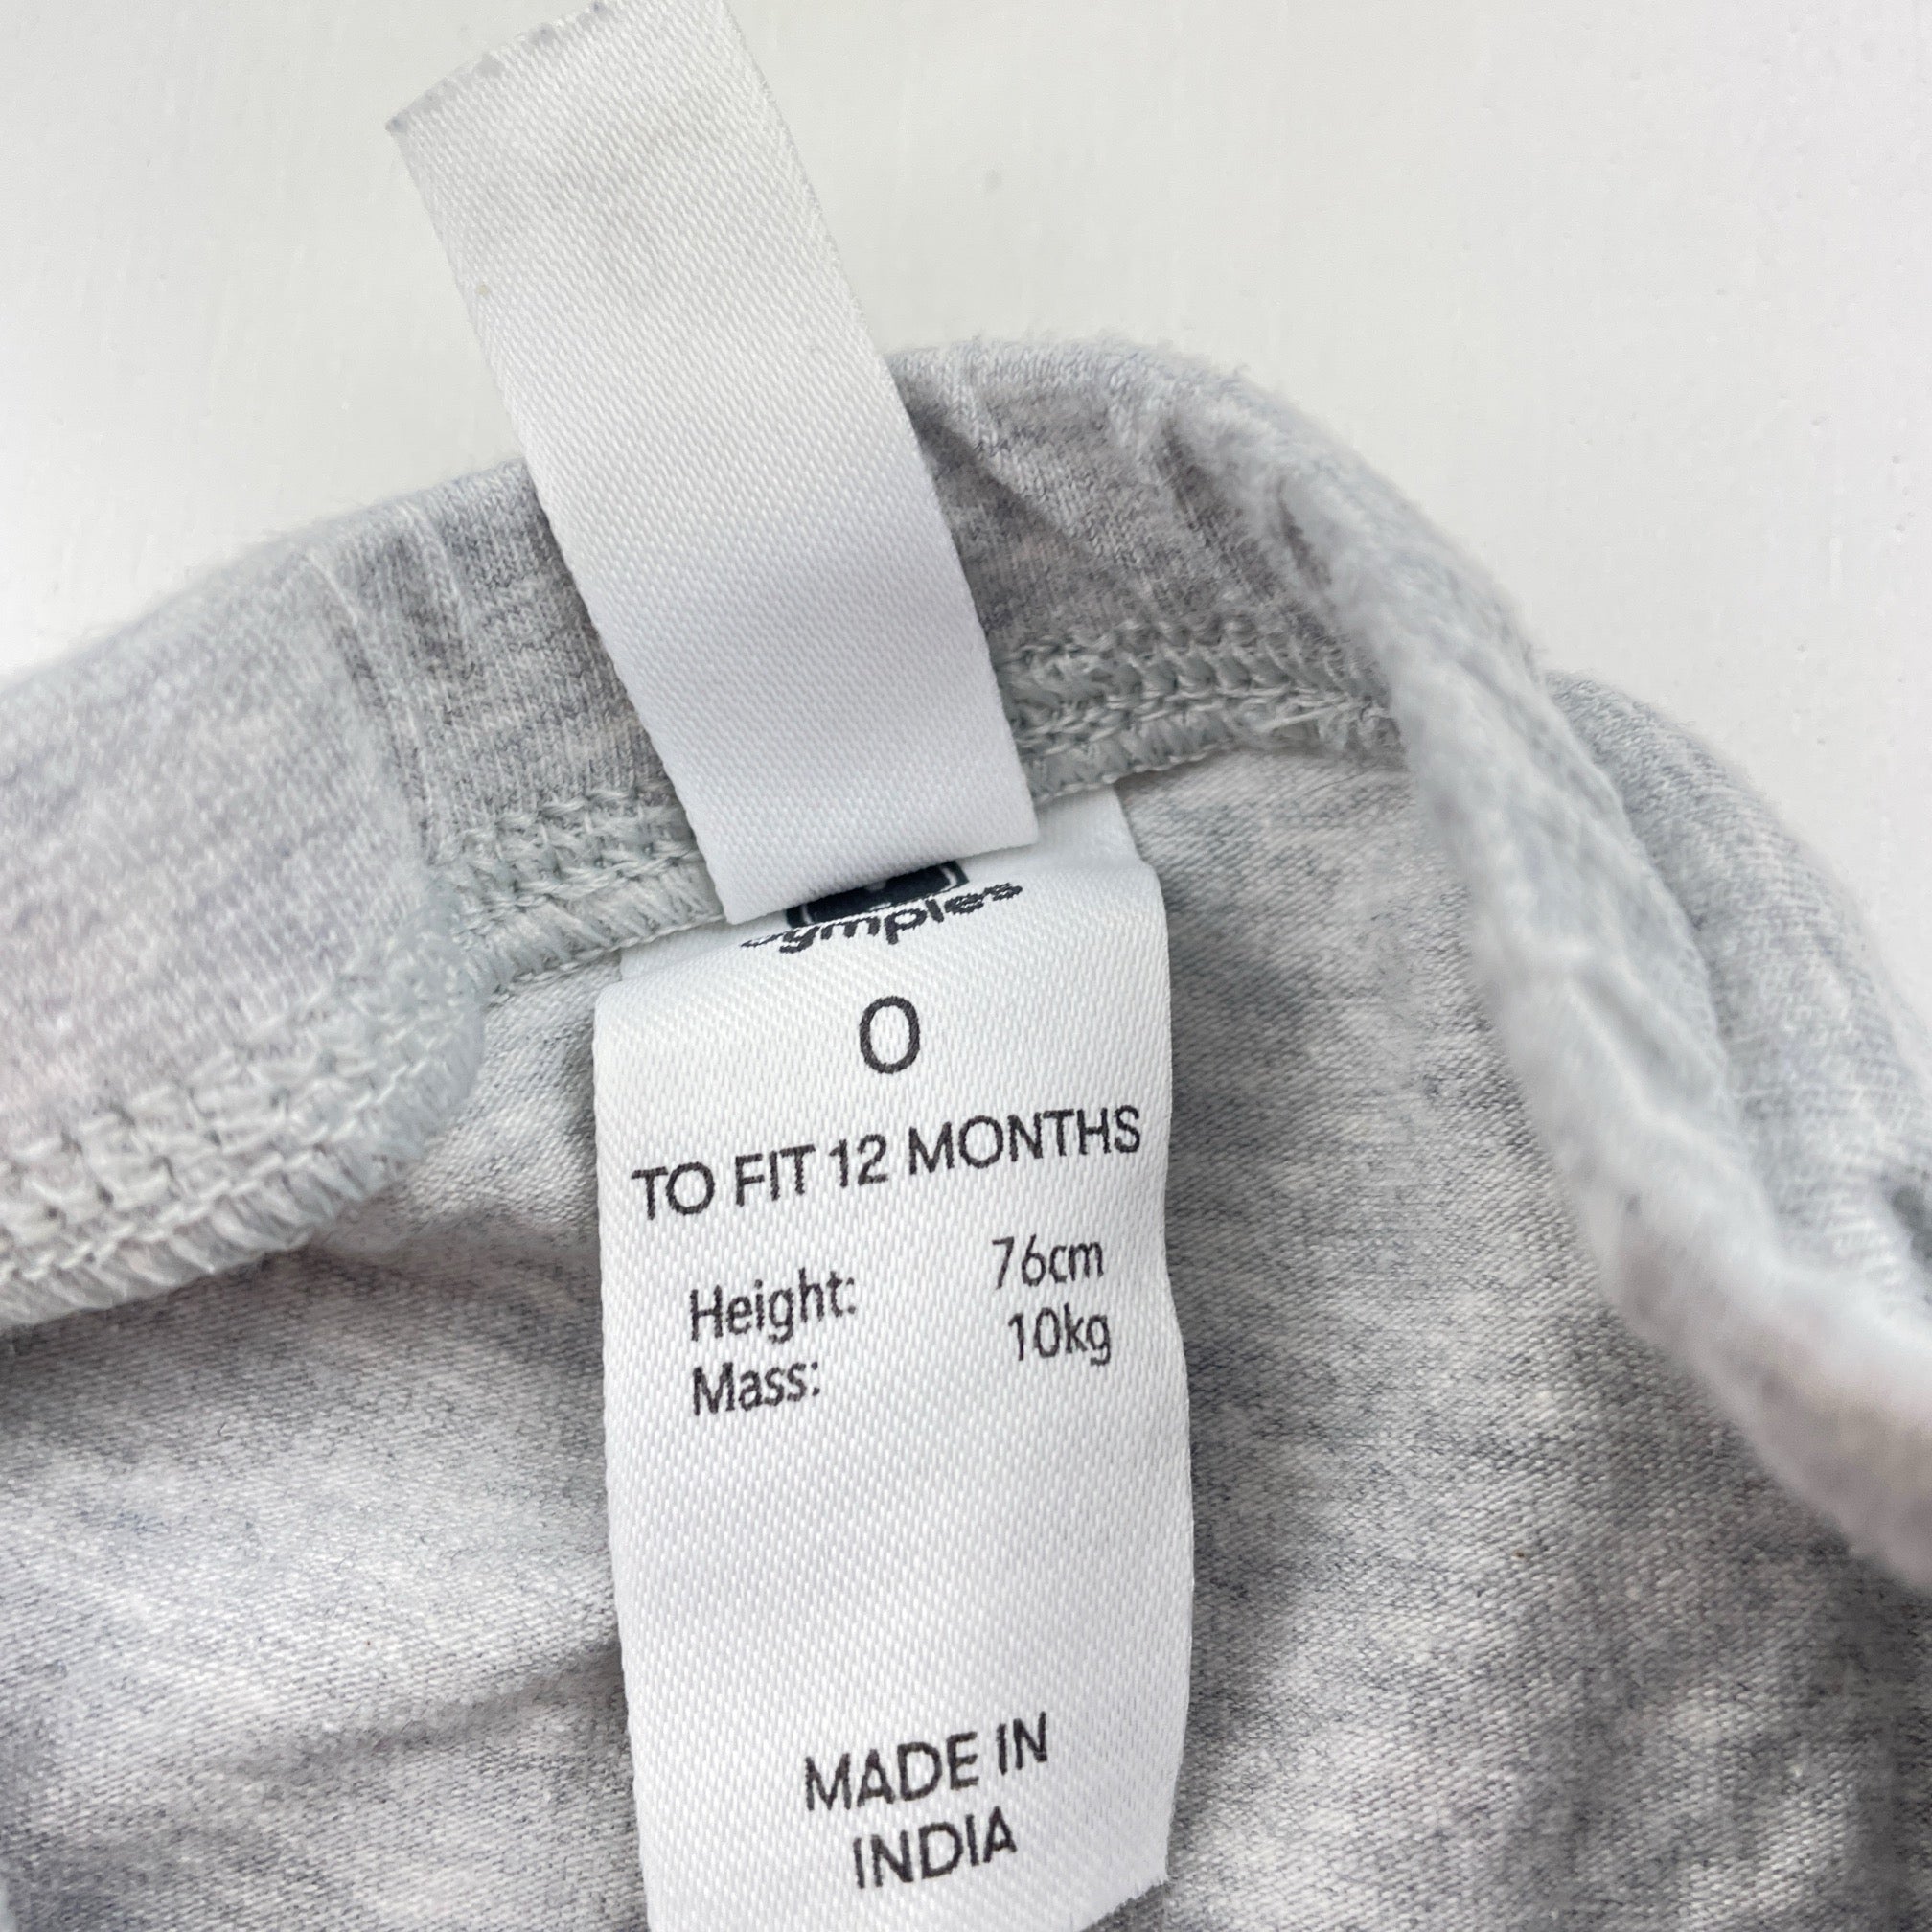 0
TO FIT 12 MONTHS
Height: 76cm
Mass: 10kg
MADE IN
INDIA